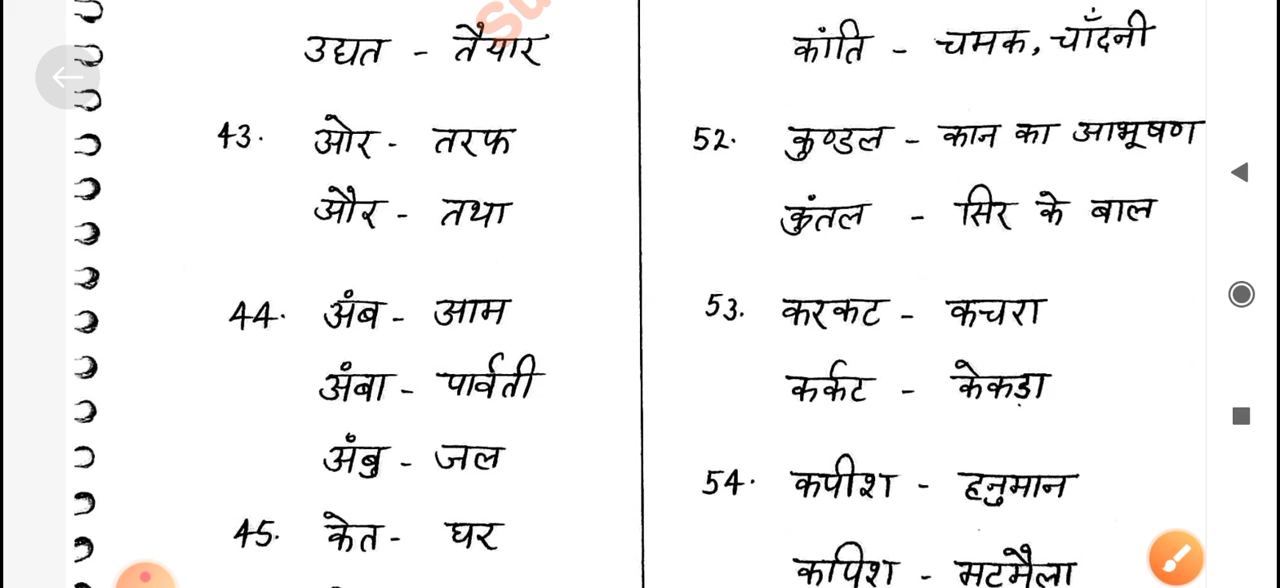 उद्यत - तैयार
43. ओर - तरफ
और - तथा
44. अंब - आम
अंबा - पार्वती
अंबु - जल
45. केत - घर
कांति - चमक, चाँदनी
52. कुण्डल - कान का आभूषण
कुंतल - सिर के बाल
53. करकट - कचरा
कर्कट - केकड़ा
54. कपीश - हनुमान
कपिश - मटमैला